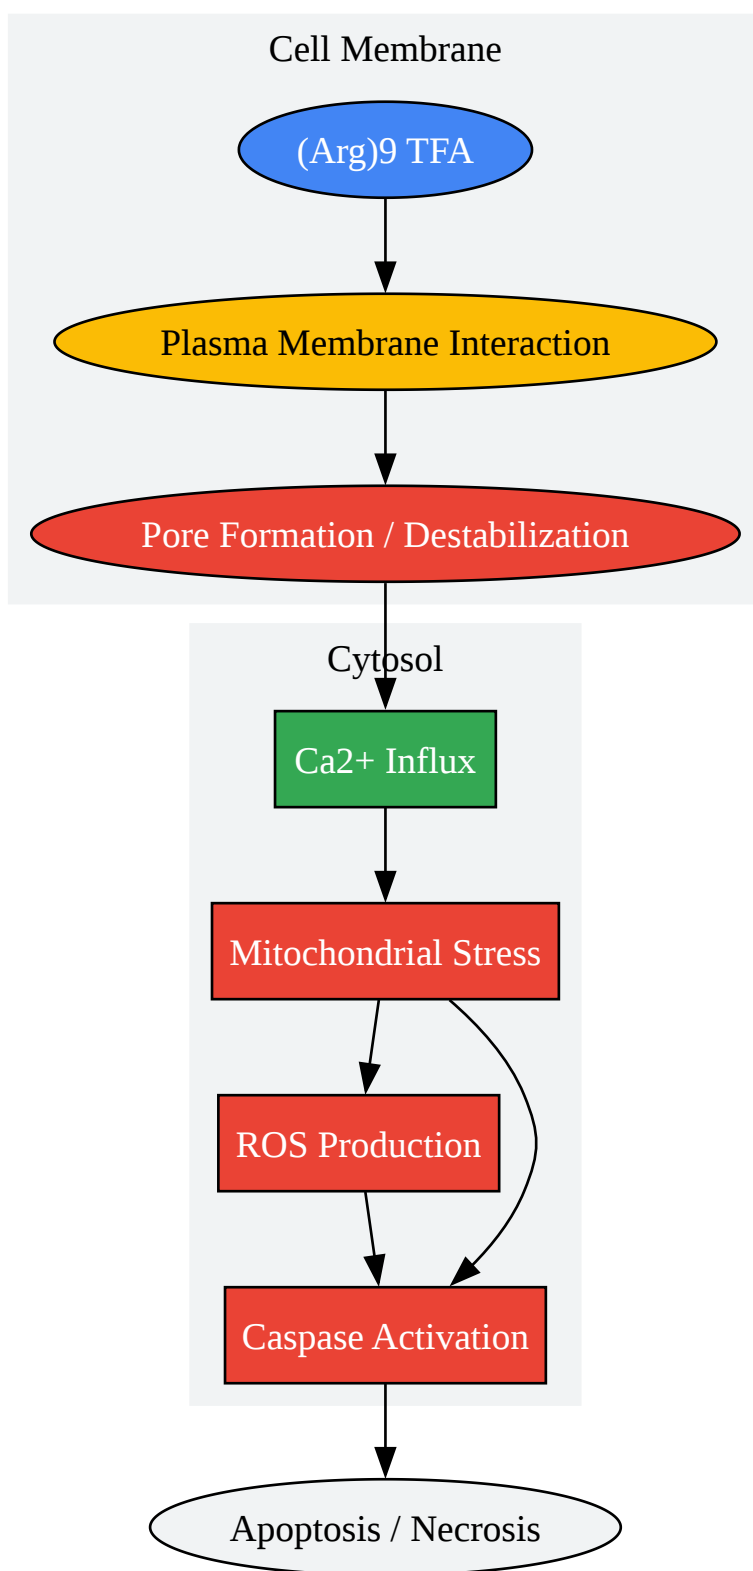 Cell Membrane
(Arg)9 TFA
Plasma Membrane Interaction
Pore Formation / Destabilization
Cytosol
Ca2+ Influx
Mitochondrial Stress
ROS Production
Caspase Activation
Apoptosis / Necrosis